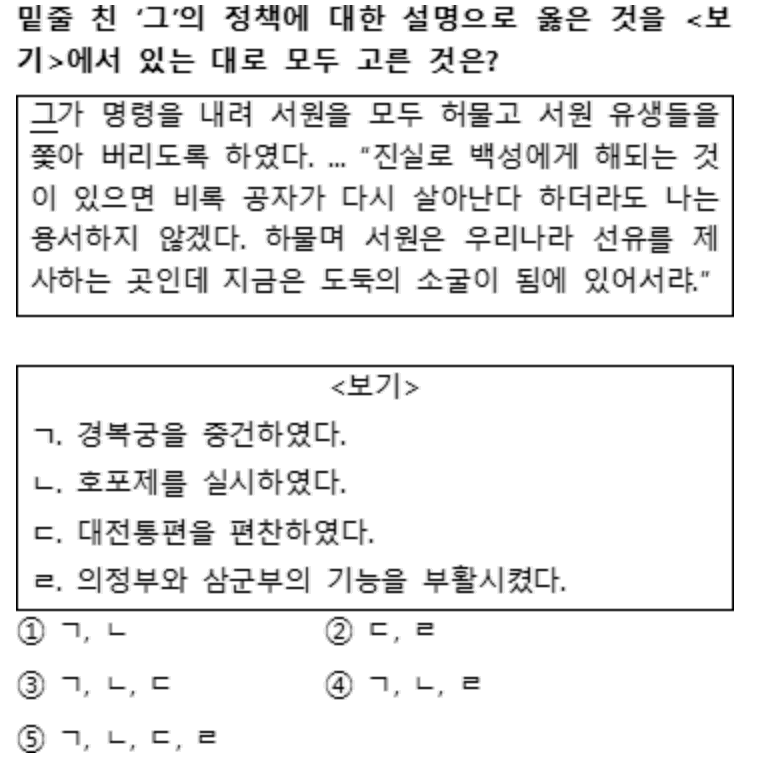 밑줄 친 '그'의 정책에 대한 설명으로 옳은 것을 <보
기>에서 있는 대로 모두 고른 것은?
그가 명령을 내려 서원을 모두 허물고 서원 유생들을
쫓아 버리도록 하였다. … "진실로 백성에게 해되는 것
이 있으면 비록 공자가 다시 살아난다 하더라도 나는
용서하지 않겠다. 하물며 서원은 우리나라 선유를 제
사하는 곳인데 지금은 도둑의 소굴이 됨에 있어서랴."
<보기>
ㄱ. 경복궁을 중건하였다.
ㄴ. 호포제를 실시하였다.
ㄷ. 대전통편을 편찬하였다.
ㄹ. 의정부와 삼군부의 기능을 부활시켰다.
① ㄱ, ㄴ ② ㄷ, ㄹ
③ ㄱ, ㄴ, ㄷ ④ ㄱ, ㄴ, ㄹ
⑤ ㄱ, ㄴ, ㄷ, ㄹ